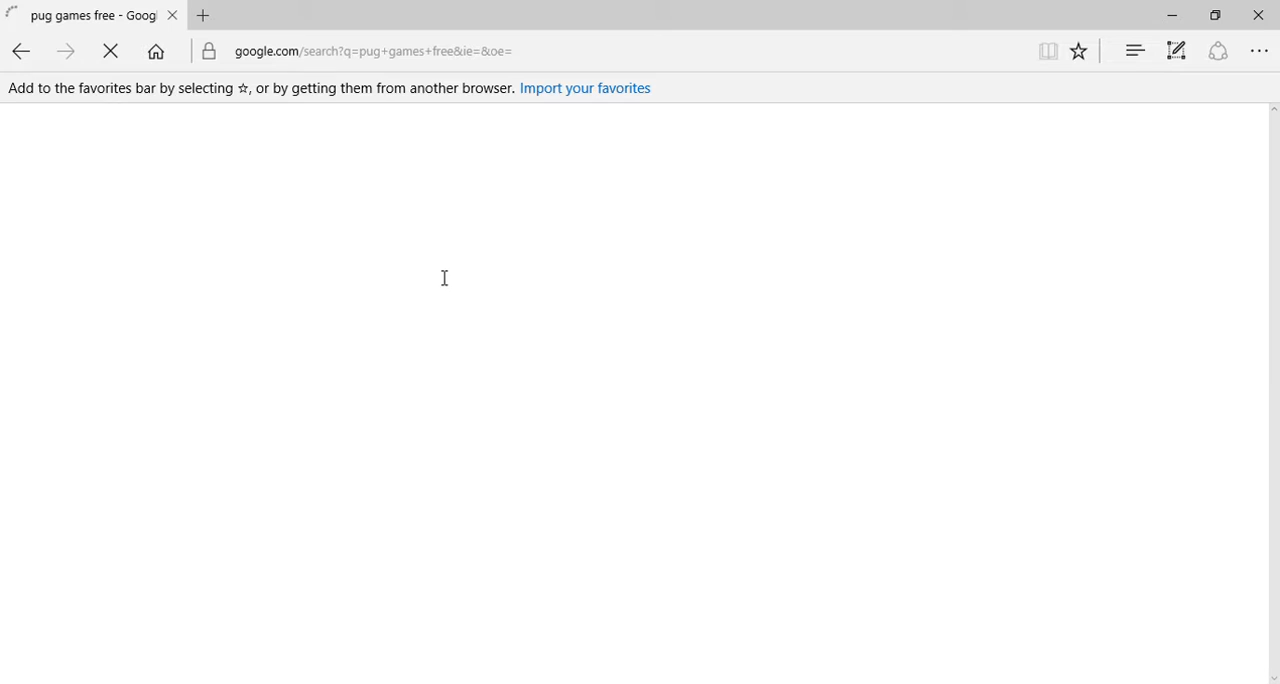 pug games free - Goog
google.com/search?q=pug+games+free&ie=&oe=
Add to the favorites bar by selecting ☆, or by getting them from another browser. Import your favorites